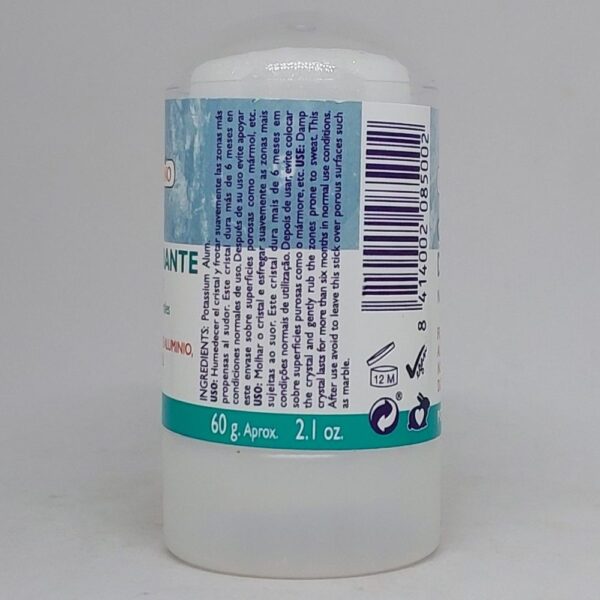 ANTE
ALUMINIO,
INGREDIENTS: Potassium Alum.
USO: Humedecer el cristal y frotar suavemente las zonas más
propensas al sudor. Este cristal dura más de 6 meses en
condiciones normales de uso. Después de su uso evite apoyar
este envase sobre superficies porosas como mármol, etc.
USO: Molhar o cristal e esfregar suavemente as zonas mais
sujeitas ao suor. Este cristal dura mais de 6 meses em
condições normais de utilização. Depois de usar, evite colocar
sobre superfícies purosas como o mármore, etc. USE: Damp
the crystal and gently rub the zones prone to sweat. This
crystal lasts for more than six months in normal use conditions.
After use avoid to leave this stick over porous surfaces such
as marble.
8 414002 085002
12 M
®
60 g. Aprox. 2.1 oz.